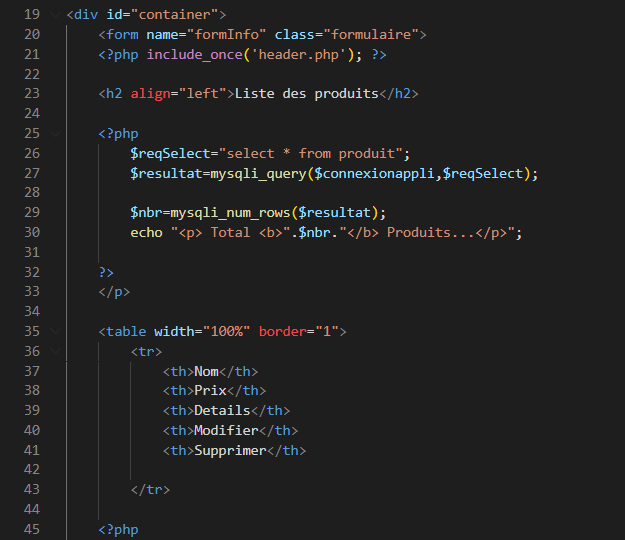 19 <div id="container">
20 <form name="formInfo" class="formulaire">
21 <?php include_once('header.php'); ?>
22
23 <h2 align="left">Liste des produits</h2>
24
25 <?php
26 $reqSelect="select * from produit";
27 $resultat=mysqli_query($connexionappli,$reqSelect);
28
29 $nbr=mysqli_num_rows($resultat);
30 echo "<p> Total <b>".$nbr."</b> Produits...</p>";
31
32 ?>
33 </p>
34
35 <table width="100%" border="1">
36 <tr>
37 <th>Nom</th>
38 <th>Prix</th>
39 <th>Details</th>
40 <th>Modifier</th>
41 <th>Supprimer</th>
42
43 </tr>
44
45 <?php